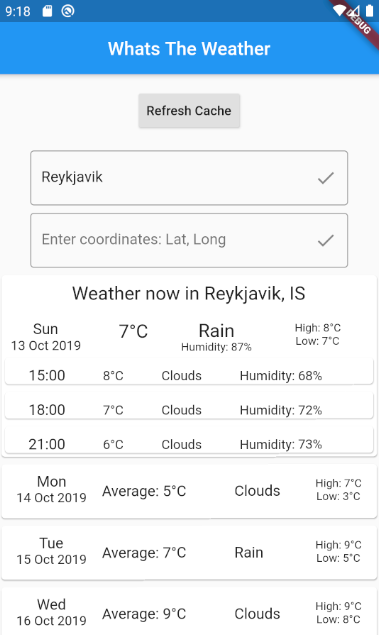 9:18
DEBUG
Whats The Weather
Refresh Cache
Reykjavik
Enter coordinates: Lat, Long
Weather now in Reykjavik, IS
Sun 7°C Rain High: 8°C
13 Oct 2019 Humidity: 87% Low: 7°C
15:00 8°C Clouds Humidity: 68%
18:00 7°C Clouds Humidity: 72%
21:00 6°C Clouds Humidity: 73%
Mon Average: 5°C Clouds High: 7°C
14 Oct 2019 Low: 3°C
Tue Average: 7°C Rain High: 9°C
15 Oct 2019 Low: 5°C
Wed Average: 9°C Clouds High: 9°C
16 Oct 2019 Low: 8°C